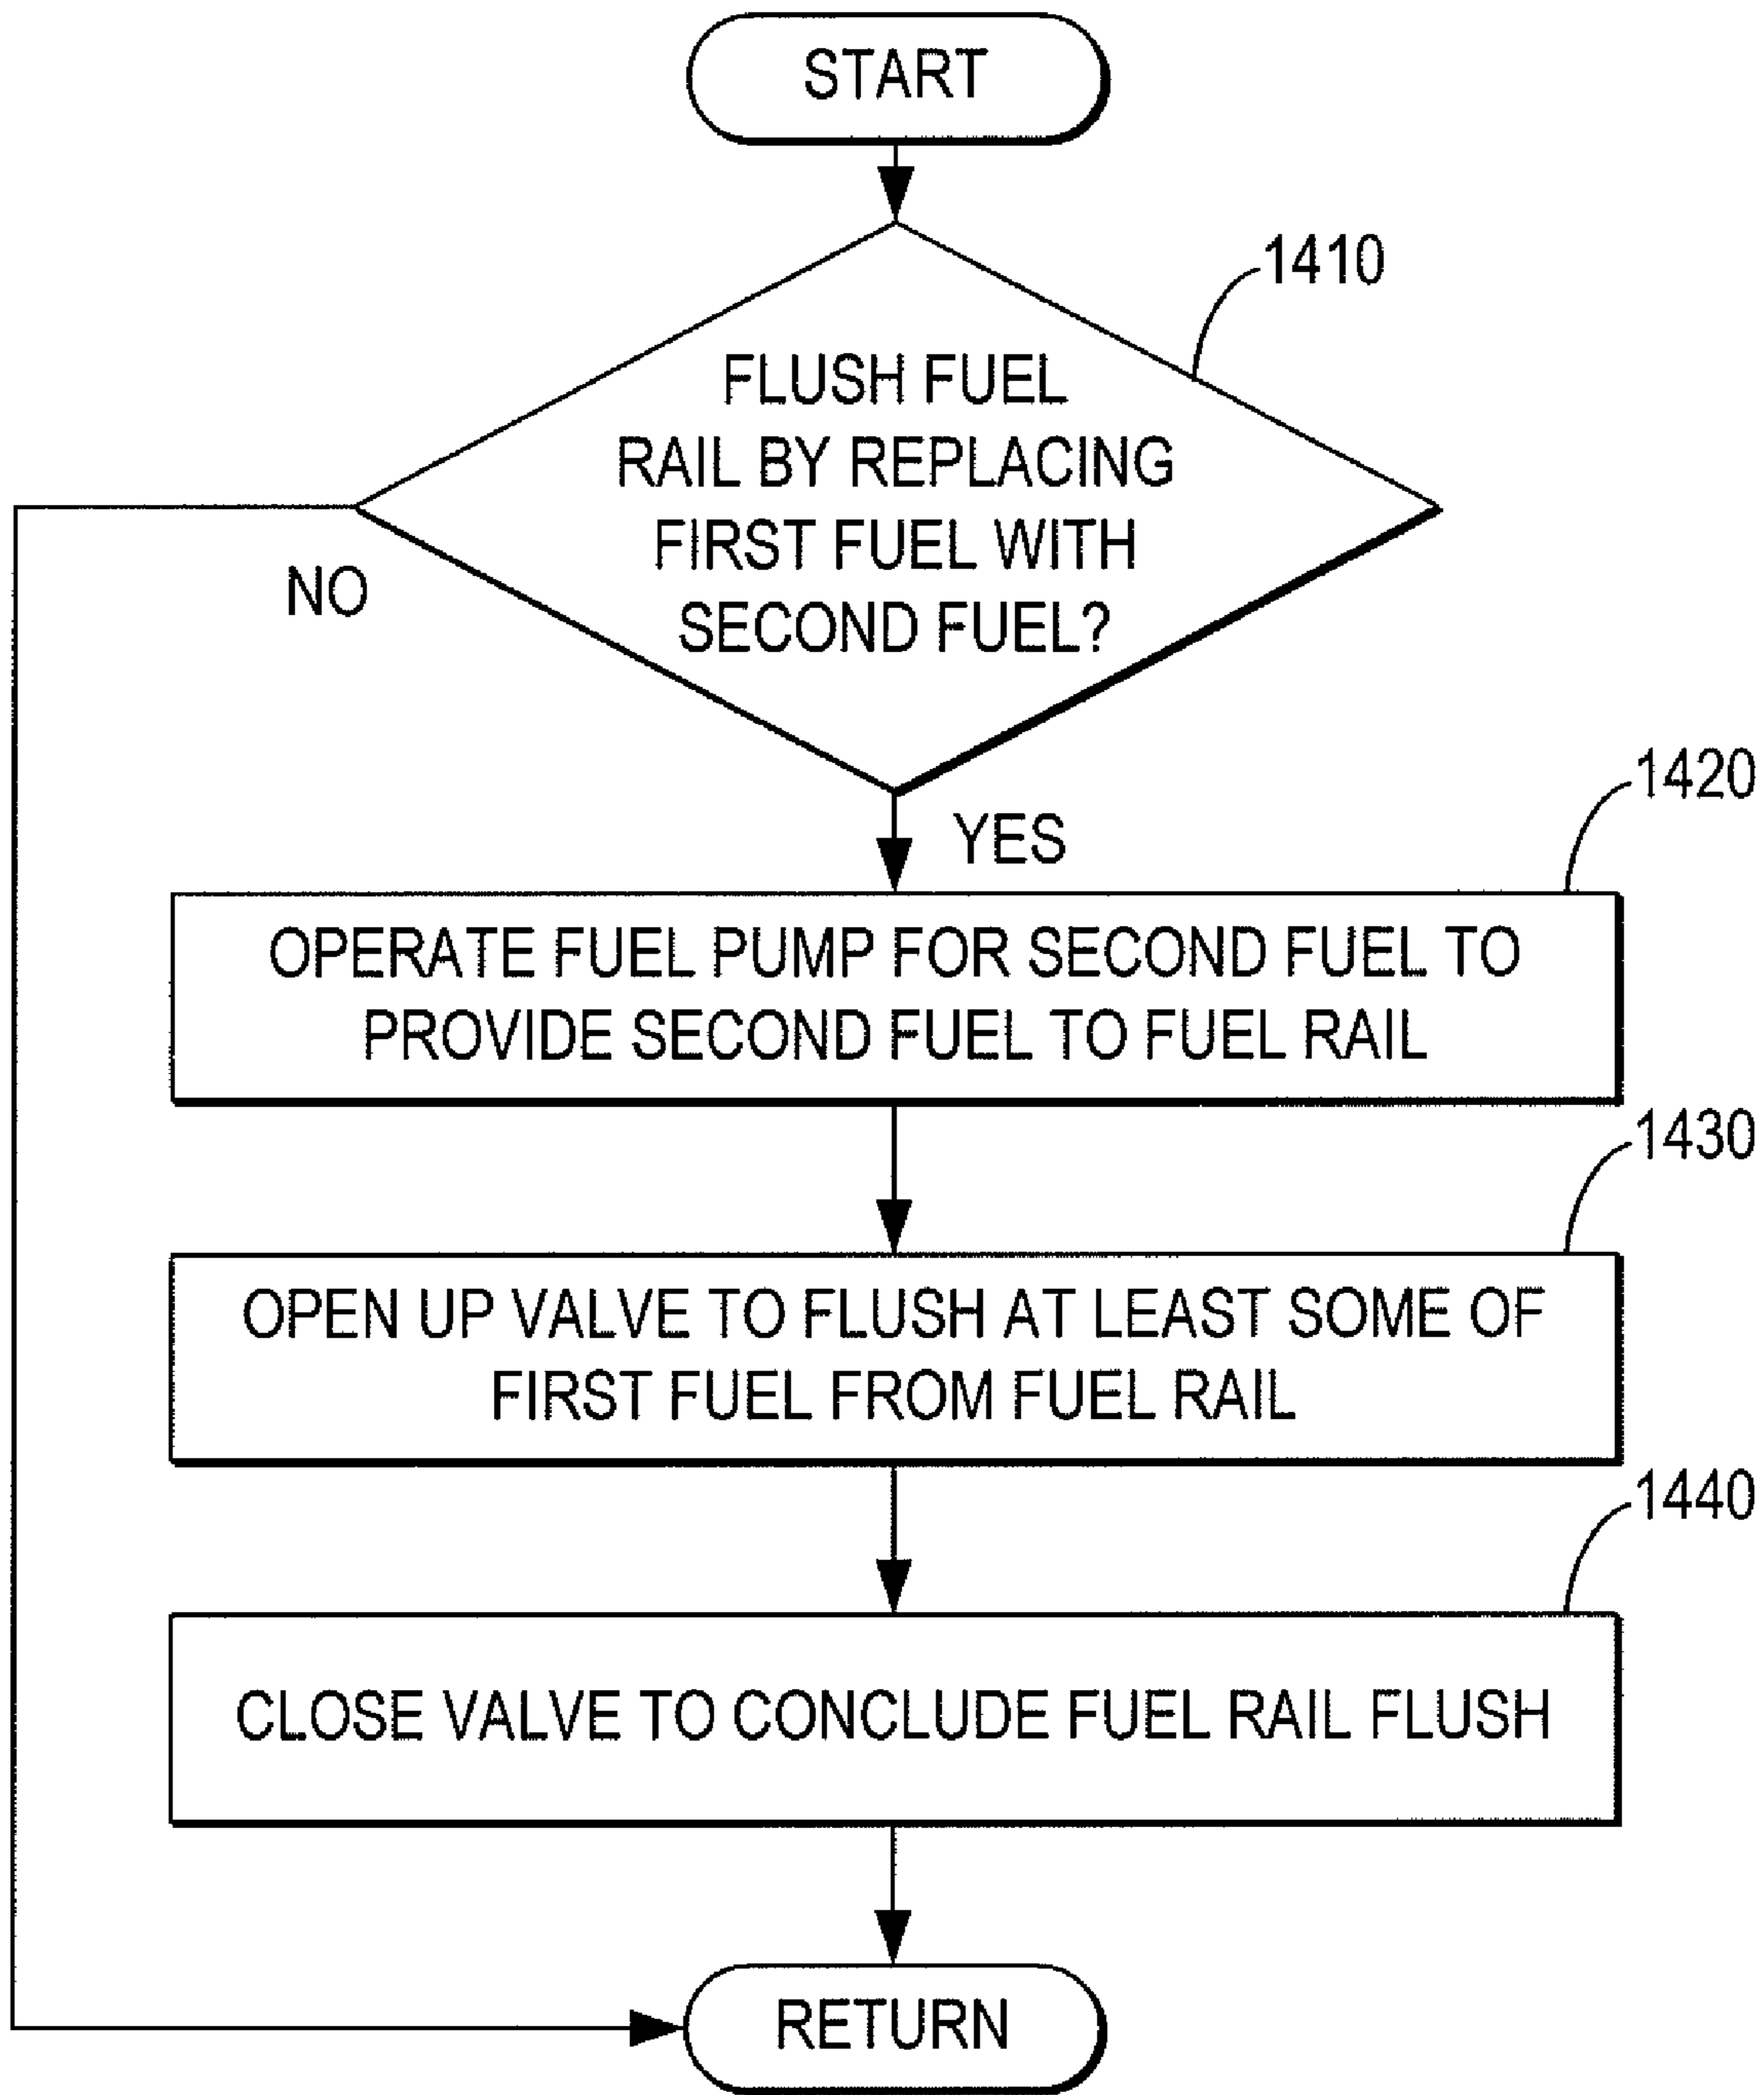 START
1410
FLUSH FUEL
RAIL BY REPLACING
FIRST FUEL WITH
SECOND FUEL?
NO
YES
1420
OPERATE FUEL PUMP FOR SECOND FUEL TO
PROVIDE SECOND FUEL TO FUEL RAIL
1430
OPEN UP VALVE TO FLUSH AT LEAST SOME OF
FIRST FUEL FROM FUEL RAIL
1440
CLOSE VALVE TO CONCLUDE FUEL RAIL FLUSH
RETURN